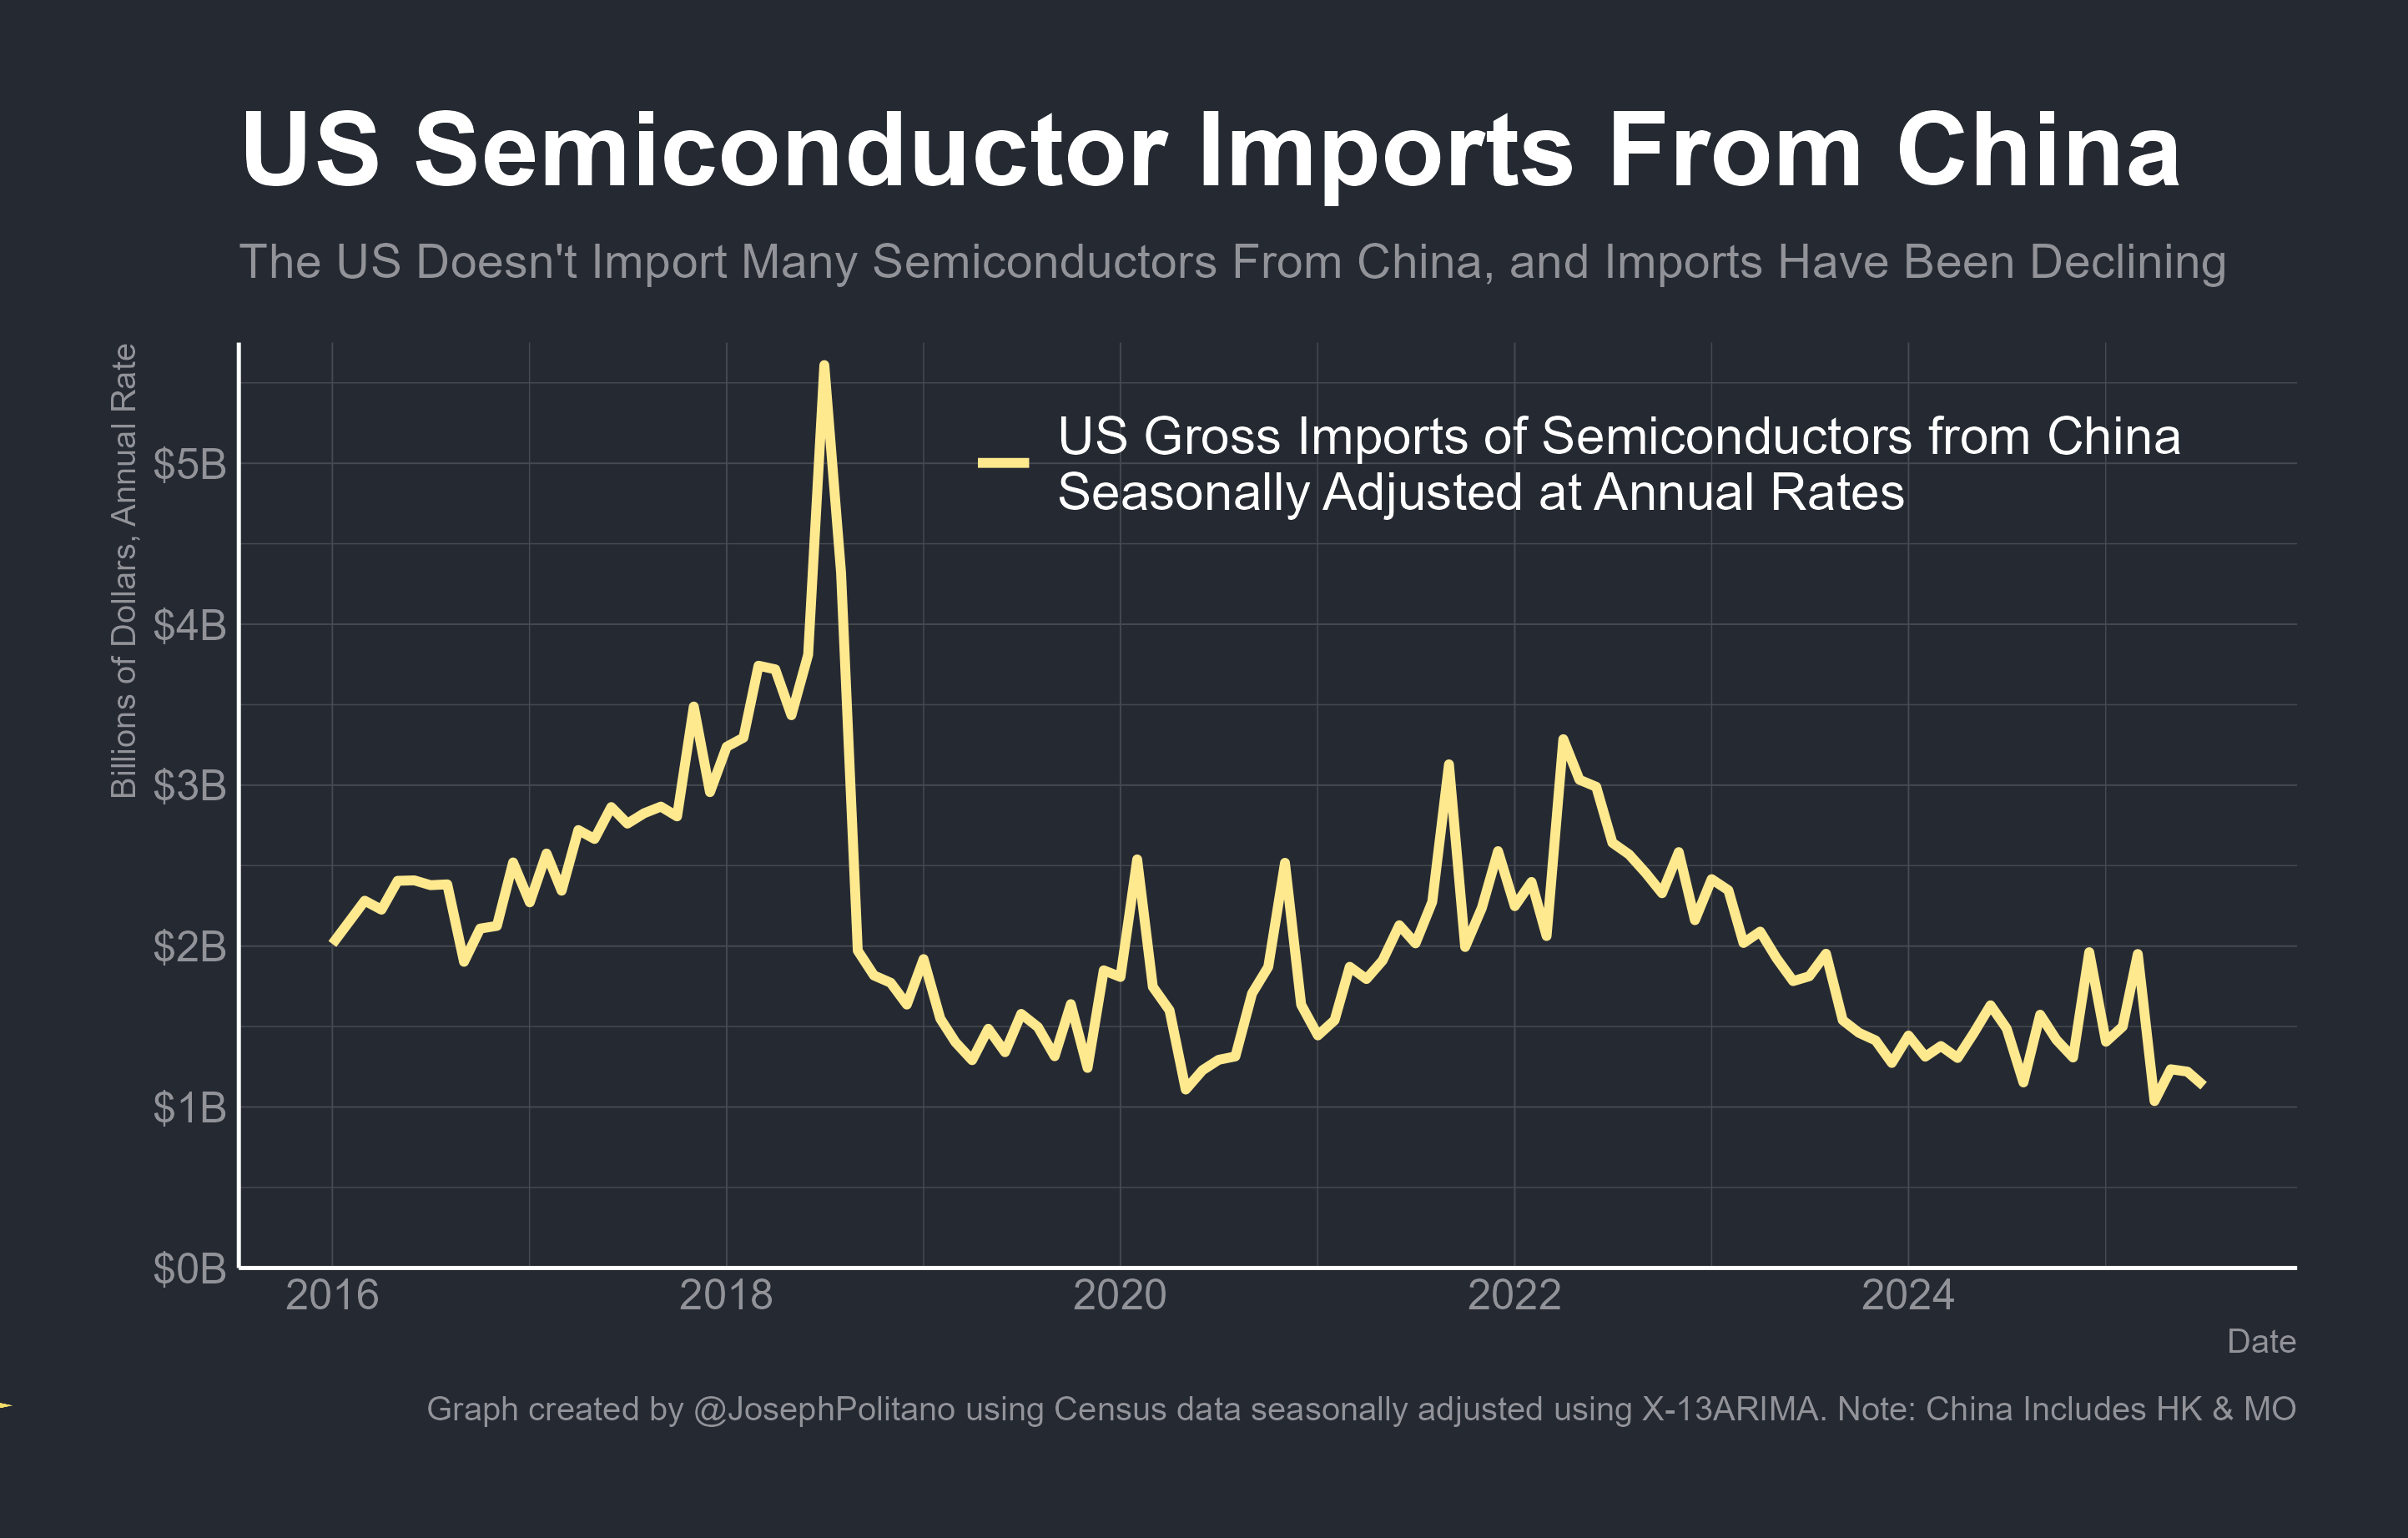 US Semiconductor Imports From China
The US Doesn't Import Many Semiconductors From China, and Imports Have Been Declining
Billions of Dollars, Annual Rate
US Gross Imports of Semiconductors from China
Seasonally Adjusted at Annual Rates
$5B
$4B
$3B
$2B
$1B
$0B
2016 2018 2020 2022 2024
Date
Graph created by @JosephPolitano using Census data seasonally adjusted using X-13ARIMA. Note: China Includes HK & MO